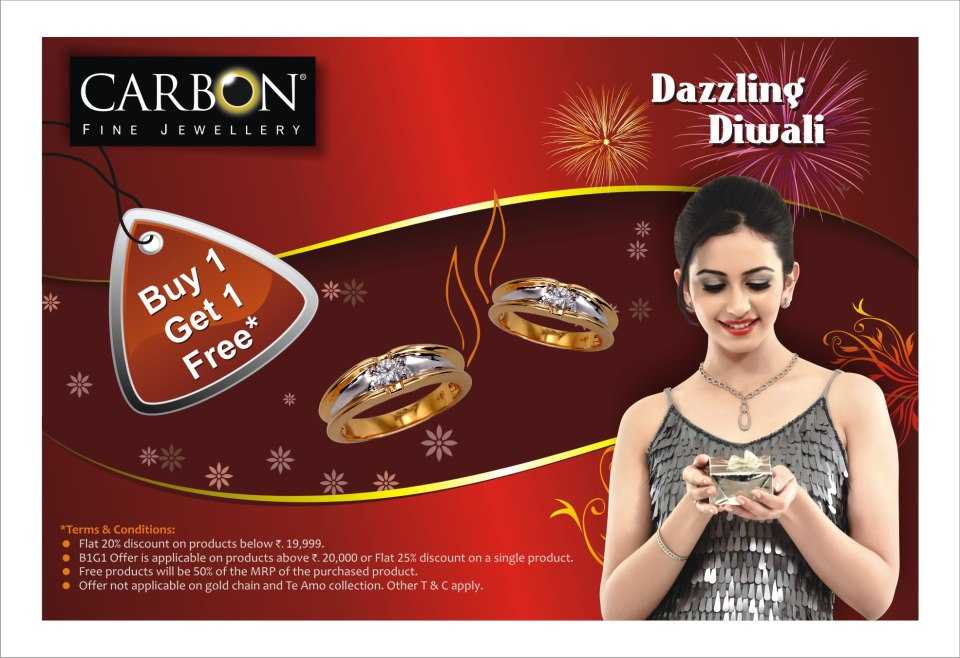 CARBON®
FINE JEWELLERY
Dazzling
Diwali
Buy 1
Get 1
Free*
*Terms & Conditions:
● Flat 20% discount on products below ₹. 19,999.
● B1G1 Offer is applicable on products above ₹. 20,000 or Flat 25% discount on a single product.
● Free products will be 50% of the MRP of the purchased product.
● Offer not applicable on gold chain and Te Amo collection. Other T & C apply.